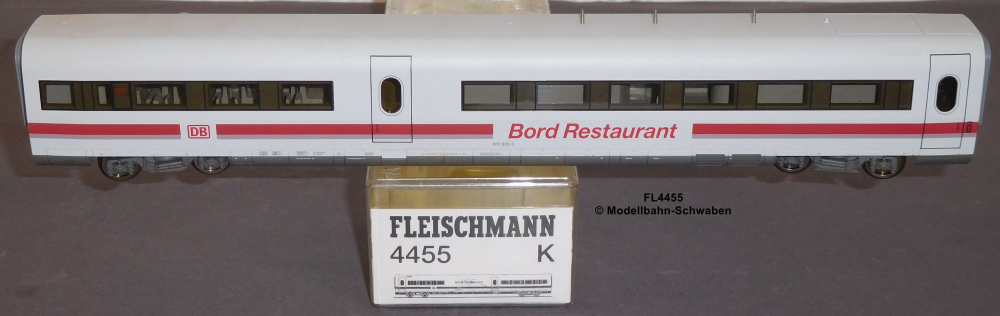 DB
Bord Restaurant
FL4455
© Modellbahn-Schwaben
FLEISCHMANN
4455 K